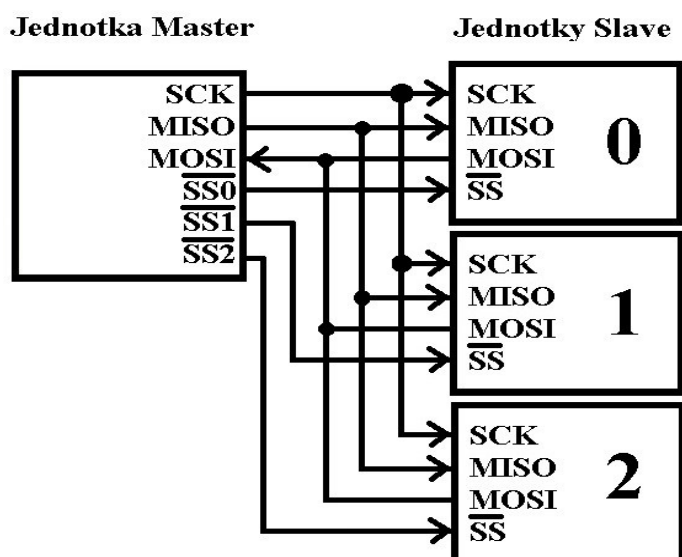 Jednotka Master
SCK
MISO
MOSI
SS0
SS1
SS2
Jednotky Slave
SCK
MISO
MOSI
SS
0
SCK
MISO
MOSI
SS
1
SCK
MISO
MOSI
SS
2